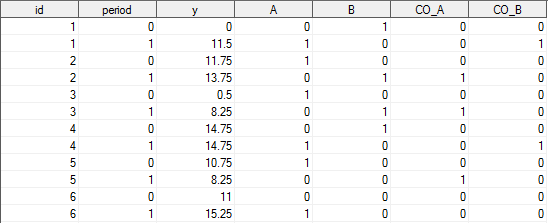 id period y A B CO_A CO_B
1 0 0 0 1 0 0
1 1 11.5 1 0 0 1
2 0 11.75 1 0 0 0
2 1 13.75 0 1 1 0
3 0 0.5 1 0 0 0
3 1 8.25 0 1 1 0
4 0 14.75 0 1 0 0
4 1 14.75 1 0 0 1
5 0 10.75 1 0 0 0
5 1 8.25 0 0 1 0
6 0 11 0 0 0 0
6 1 15.25 1 0 0 0